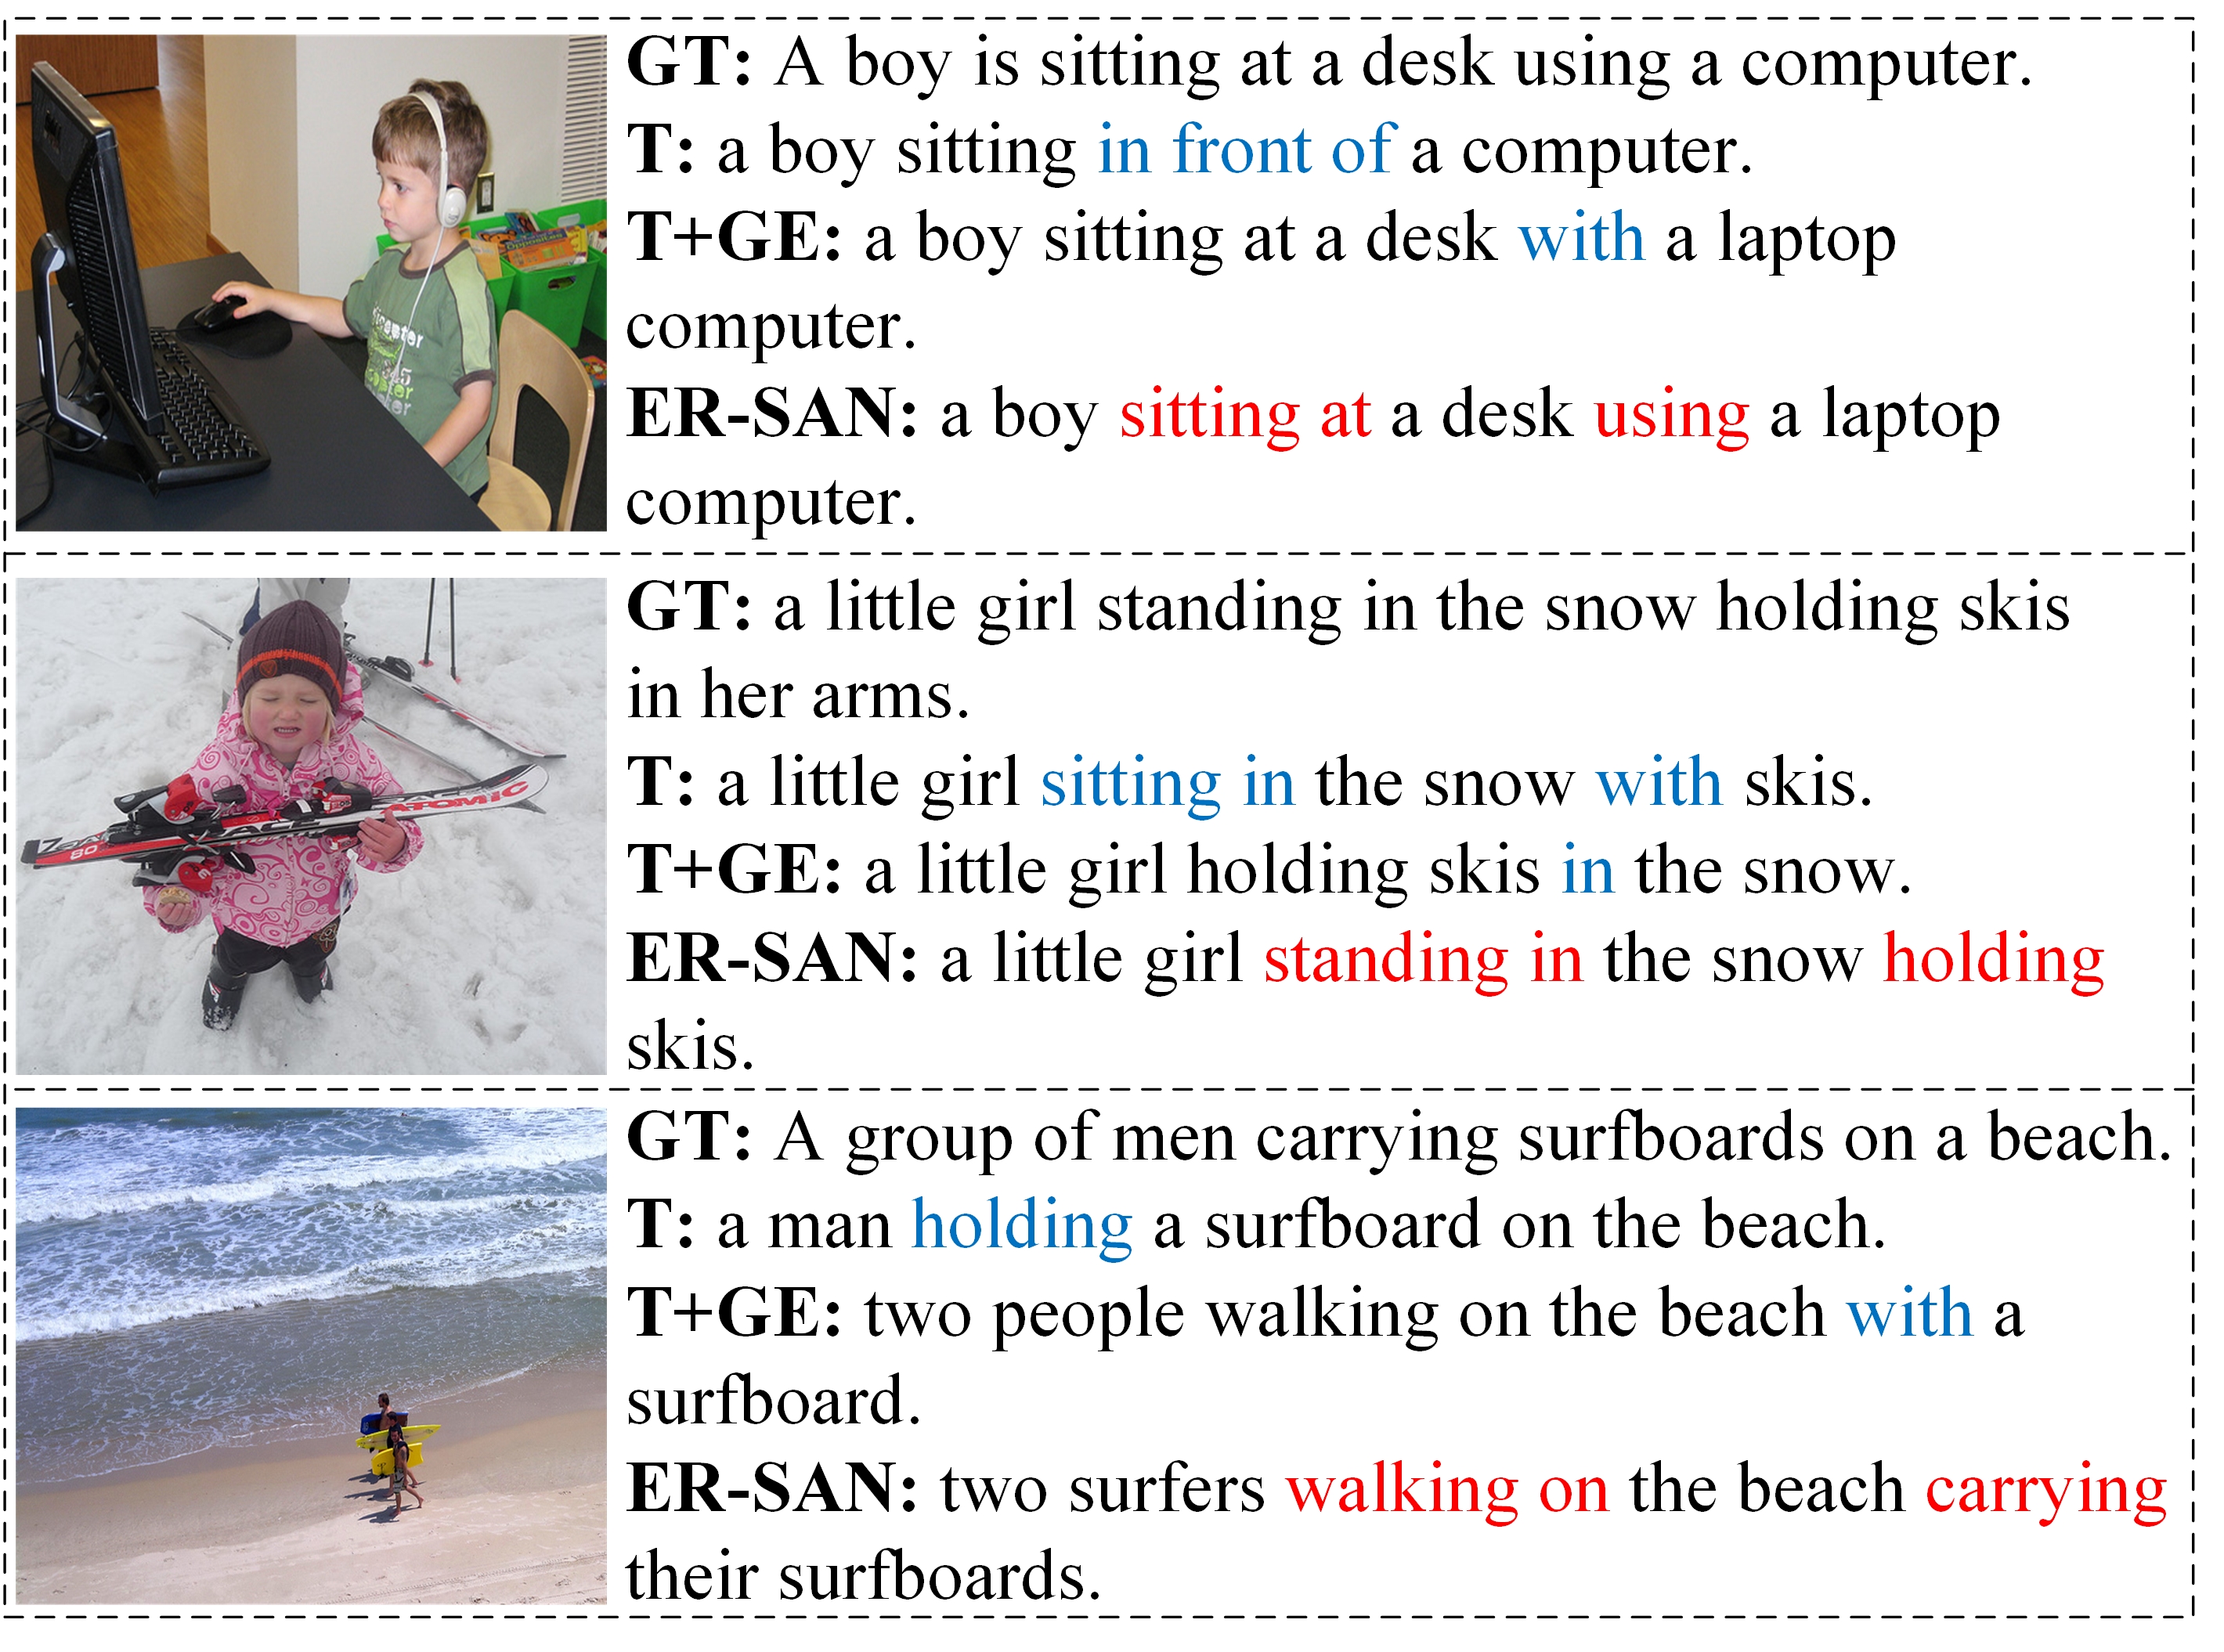 GT: A boy is sitting at a desk using a computer.
T: a boy sitting in front of a computer.
T+GE: a boy sitting at a desk with a laptop
computer.
ER-SAN: a boy sitting at a desk using a laptop
computer.
GT: a little girl standing in the snow holding skis
in her arms.
T: a little girl sitting in the snow with skis.
T+GE: a little girl holding skis in the snow.
ER-SAN: a little girl standing in the snow holding
skis.
ATOMIC
RACE
80
GT: A group of men carrying surfboards on a beach.
T: a man holding a surfboard on the beach.
T+GE: two people walking on the beach with a
surfboard.
ER-SAN: two surfers walking on the beach carrying
their surfboards.